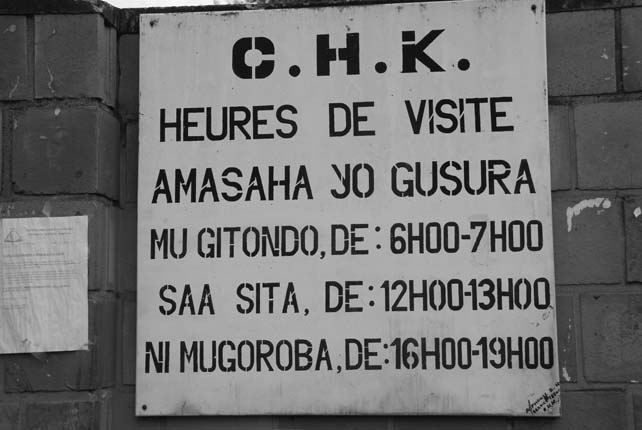 C.H.K.
HEURES DE VISITE
AMASAHA YO GUSURA
MU GITONDO, DE: 6H00-7H00
SAA SITA, DE: 12H00-13H00
NI MUGOROBA, DE: 16H00-19H00